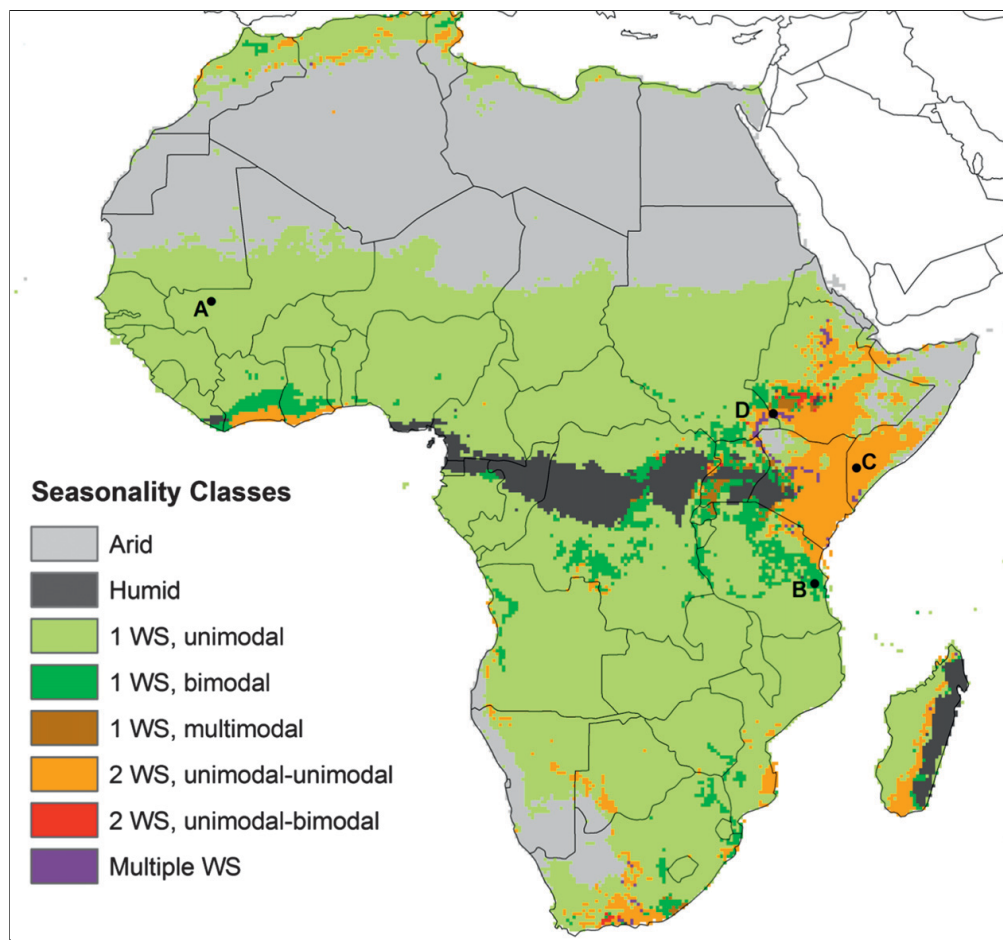 A
D
C
B
Seasonality Classes
Arid
Humid
1 WS, unimodal
1 WS, bimodal
1 WS, multimodal
2 WS, unimodal-unimodal
2 WS, unimodal-bimodal
Multiple WS